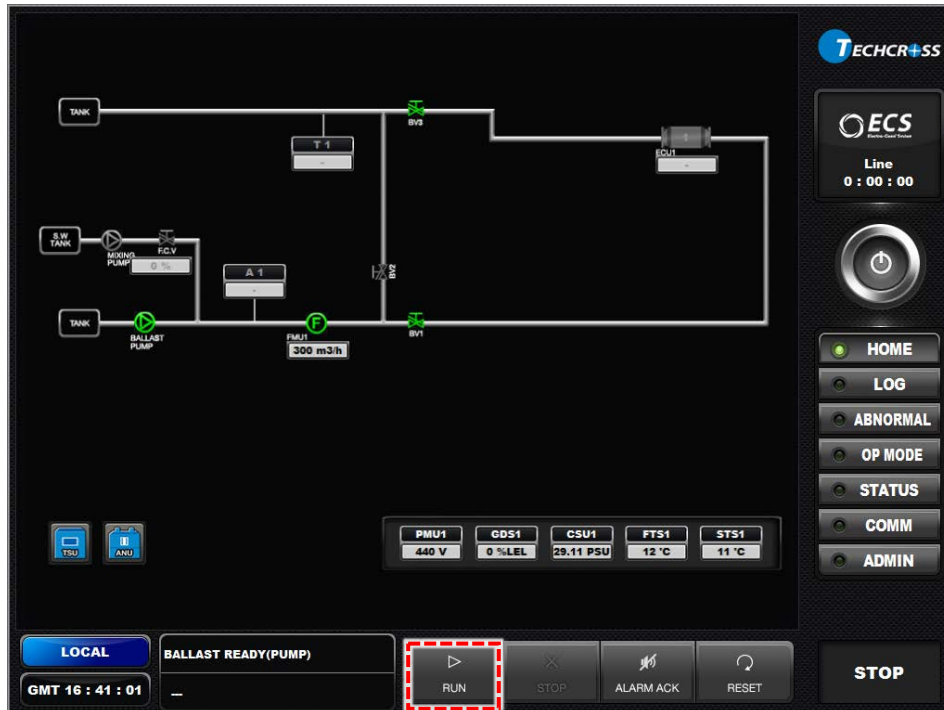 TECHCROSS
ECS
Electro-Cleen™ System
Line
0 : 00 : 00
TANK
BV3
T 1
-
1
ECU1
-
S.W
TANK
MIXING
PUMP
F.C.V
0 %
A 1
-
BV2
TANK
BALLAST
PUMP
FMU1
300 m3/h
BV1
HOME
LOG
ABNORMAL
OP MODE
STATUS
COMM
ADMIN
TSU
ANU
PMU1
440 V
GDS1
0 %LEL
CSU1
29.11 PSU
FTS1
12 'C
STS1
11 'C
LOCAL
GMT 16 : 41 : 01
BALLAST READY(PUMP)
---
RUN
STOP
ALARM ACK
RESET
STOP